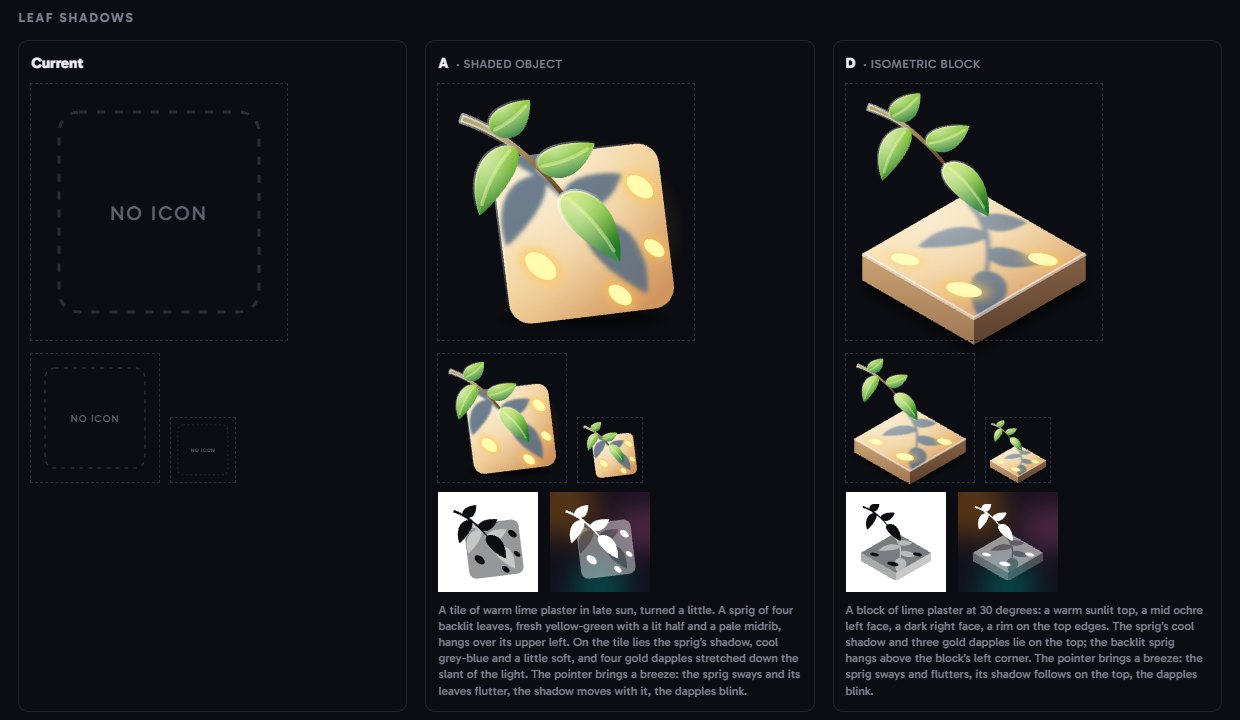 LEAF SHADOWS
Current
NO ICON
NO ICON
NO ICON
A · SHADED OBJECT
A tile of warm lime plaster in late sun, turned a little. A sprig of four
backlit leaves, fresh yellow-green with a lit half and a pale midrib,
hangs over its upper left. On the tile lies the sprig's shadow, cool
grey-blue and a little soft, and four gold dapples stretched down the
slant of the light. The pointer brings a breeze: the sprig sways and its
leaves flutter, the shadow moves with it, the dapples blink.
D · ISOMETRIC BLOCK
A block of lime plaster at 30 degrees: a warm sunlit top, a mid ochre
left face, a dark right face, a rim on the top edges. The sprig's cool
shadow and three gold dapples lie on the top; the backlit sprig
hangs above the block's left corner. The pointer brings a breeze: the
sprig sways and flutters, its shadow follows on the top, the dapples
blink.